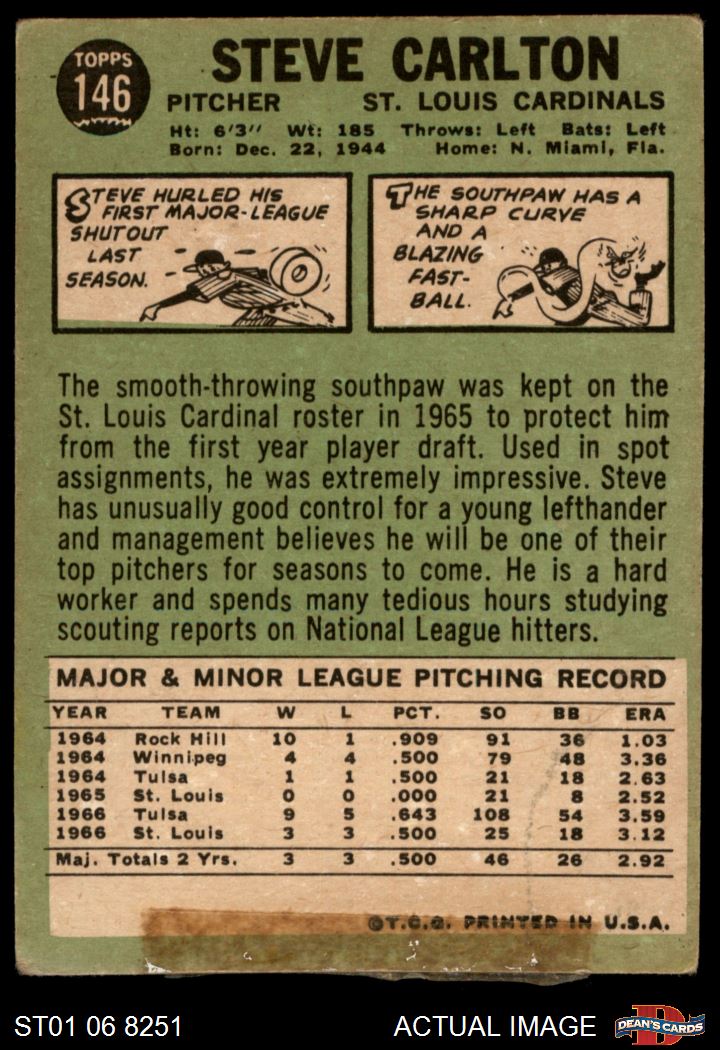 TOPPS
146
STEVE CARLTON
PITCHER ST. LOUIS CARDINALS
Ht: 6'3" Wt: 185 Throws: Left Bats: Left
Born: Dec. 22, 1944 Home: N. Miami, Fla.
STEVE HURLED HIS
FIRST MAJOR-LEAGUE
SHUTOUT
LAST
SEASON.
THE SOUTHPAW HAS A
SHARP CURVE
AND A
BLAZING
FAST-
BALL.
The smooth-throwing southpaw was kept on the
St. Louis Cardinal roster in 1965 to protect him
from the first year player draft. Used in spot
assignments, he was extremely impressive. Steve
has unusually good control for a young lefthander
and management believes he will be one of their
top pitchers for seasons to come. He is a hard
worker and spends many tedious hours studying
scouting reports on National League hitters.
MAJOR & MINOR LEAGUE PITCHING RECORD
YEAR TEAM W L PCT. SO BB ERA
1964 Rock Hill 10 1 .909 91 36 1.03
1964 Winnipeg 4 4 .500 79 48 3.36
1964 Tulsa 1 1 .500 21 18 2.63
1965 St. Louis 0 0 .000 21 8 2.52
1966 Tulsa 9 5 .643 108 54 3.59
1966 St. Louis 3 3 .500 25 18 3.12
Maj. Totals 2 Yrs. 3 3 .500 46 26 2.92
©T.C.G. PRINTED IN U.S.A.
ST01 06 8251 ACTUAL IMAGE
DEAN'S CARDS